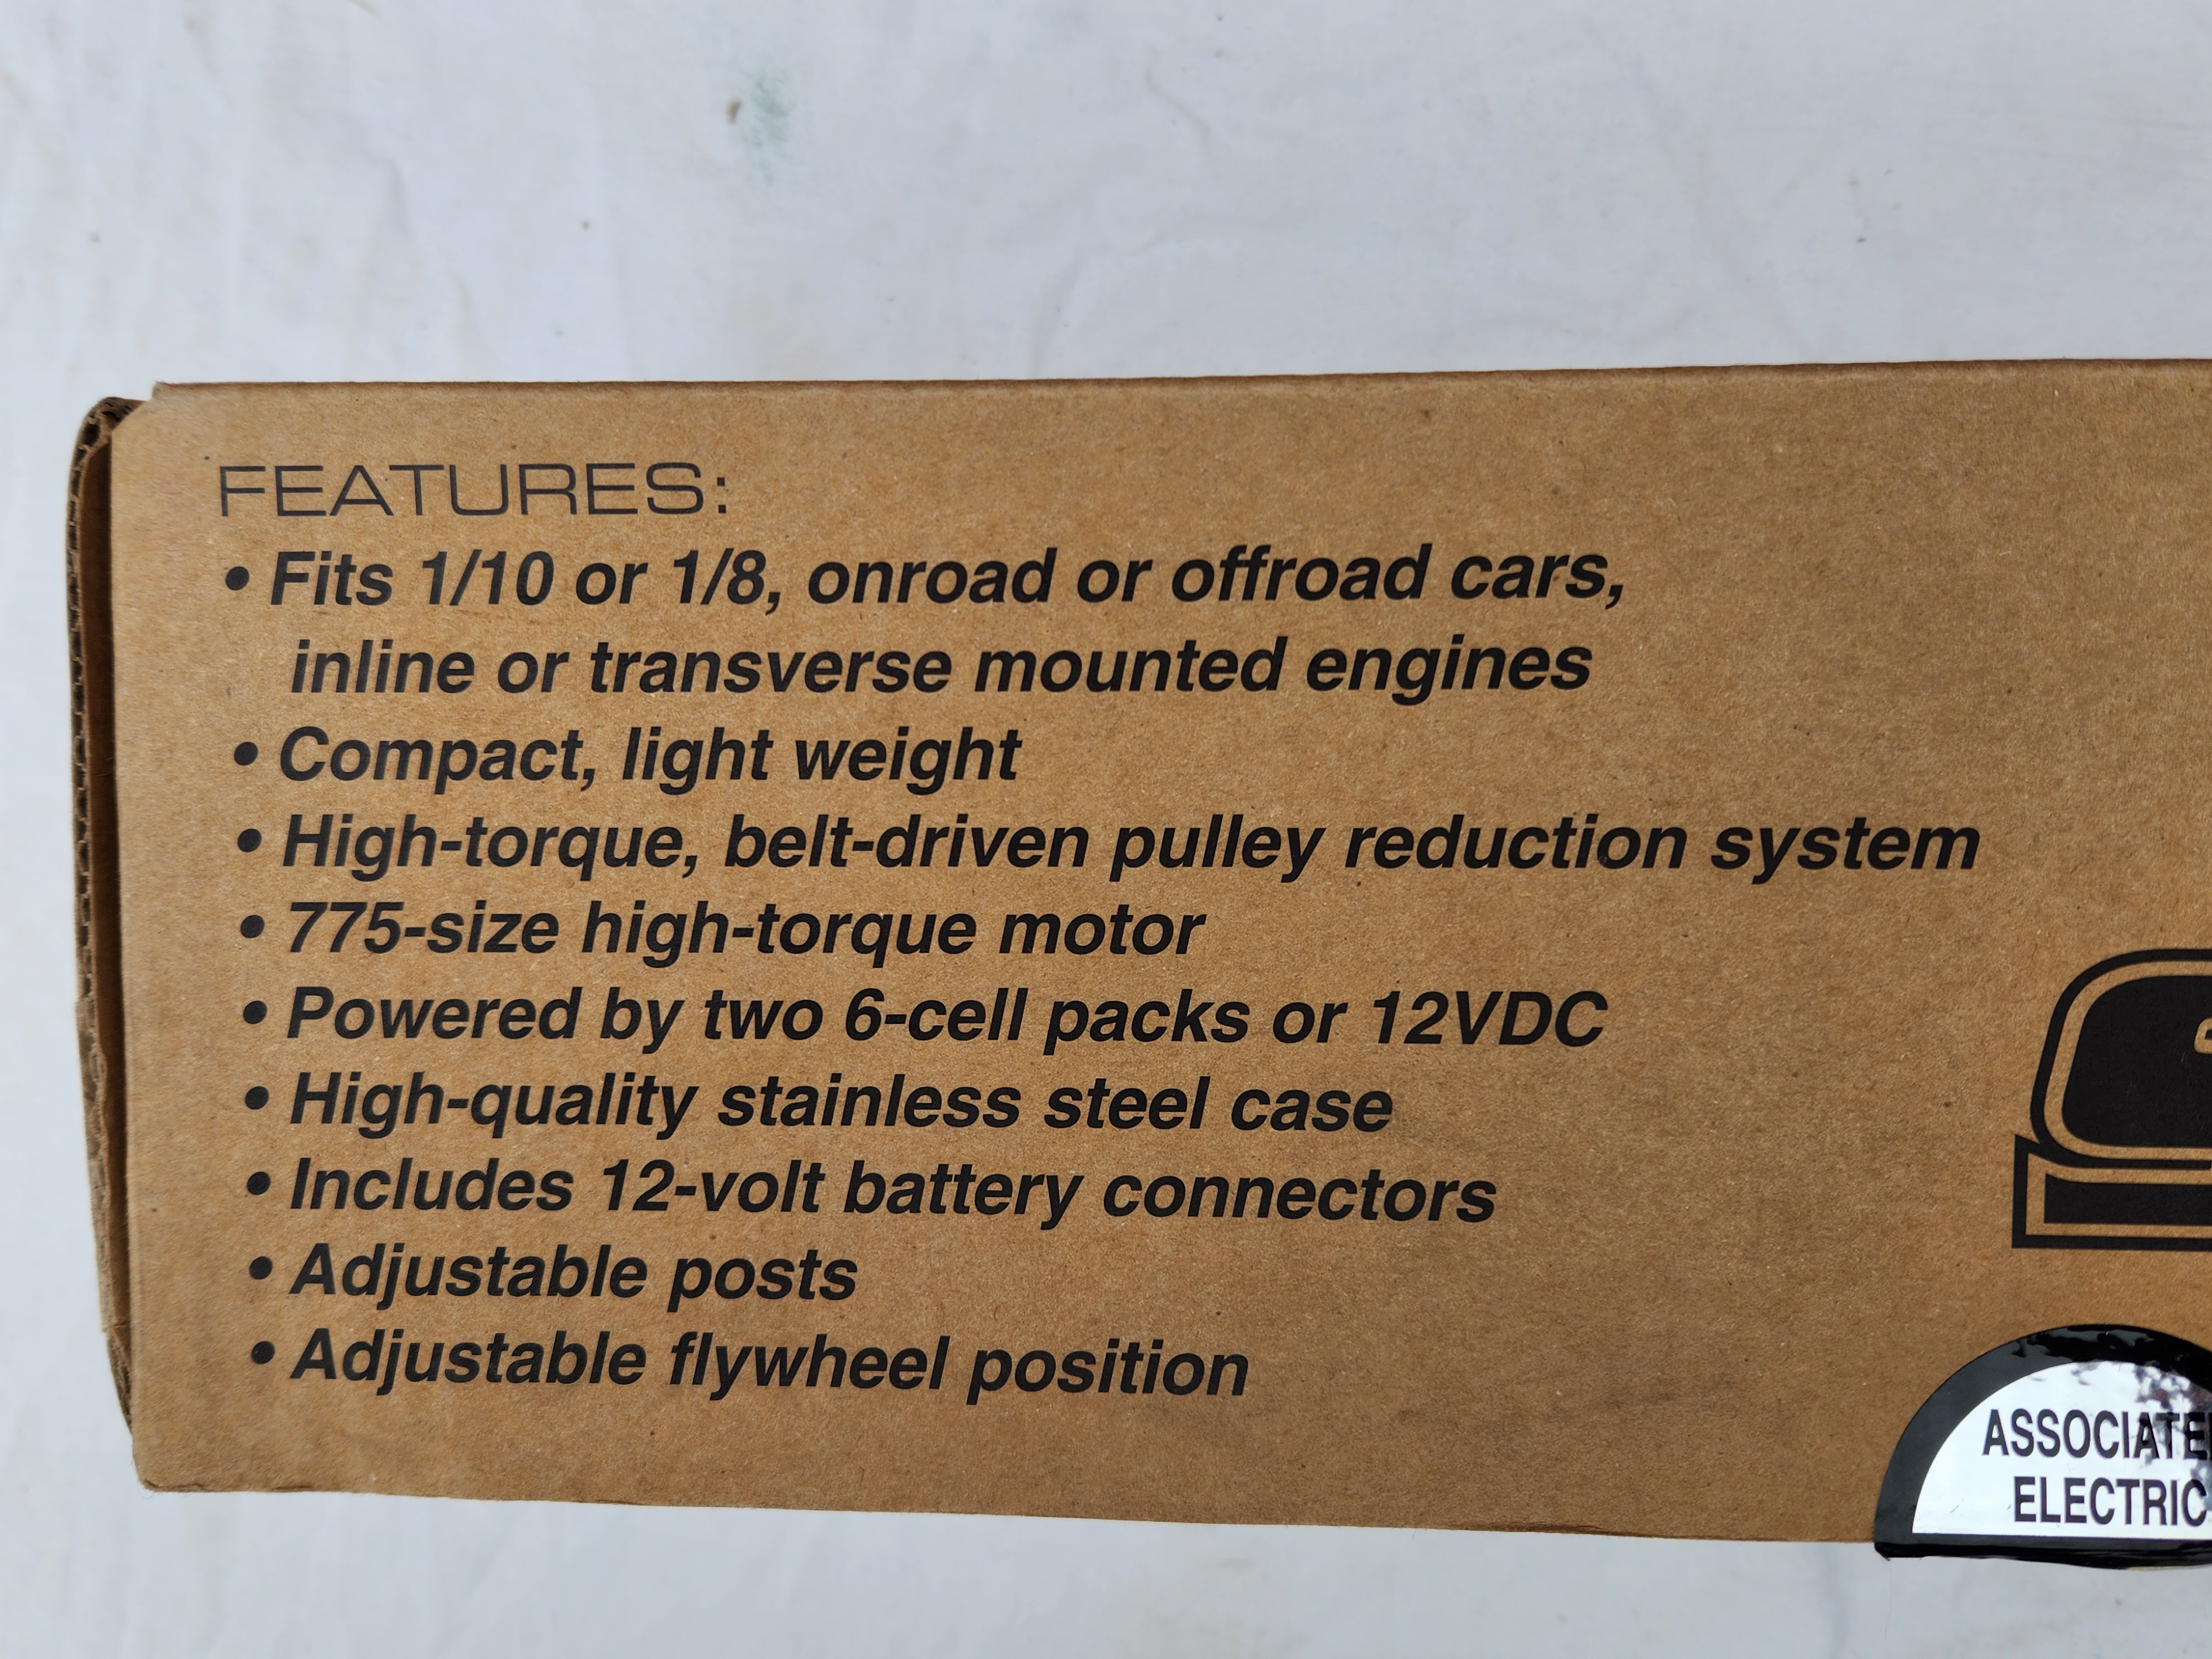 FEATURES:
• Fits 1/10 or 1/8, onroad or offroad cars,
inline or transverse mounted engines
• Compact, light weight
• High-torque, belt-driven pulley reduction system
• 775-size high-torque motor
• Powered by two 6-cell packs or 12VDC
• High-quality stainless steel case
• Includes 12-volt battery connectors
• Adjustable posts
• Adjustable flywheel position
ASSOCIATE
ELECTRIC